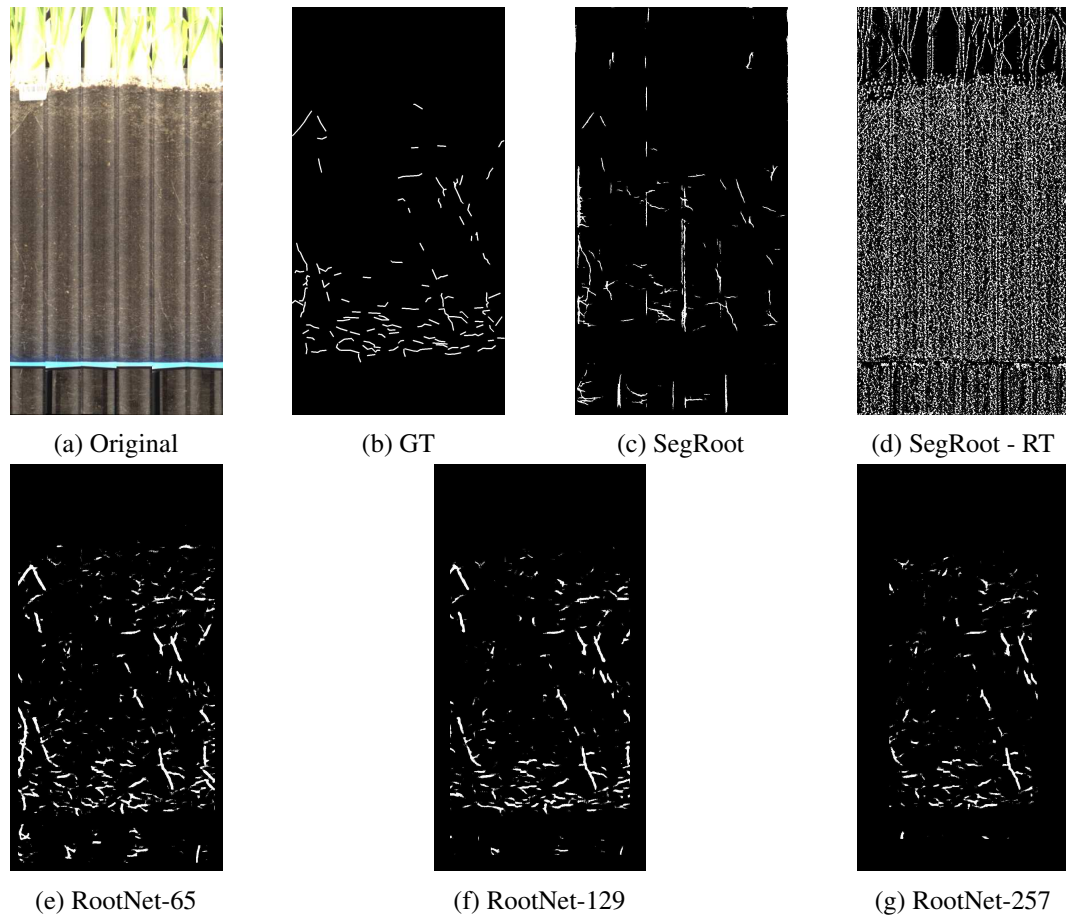 (a) Original
(b) GT
(c) SegRoot
(d) SegRoot - RT
(e) RootNet-65
(f) RootNet-129
(g) RootNet-257